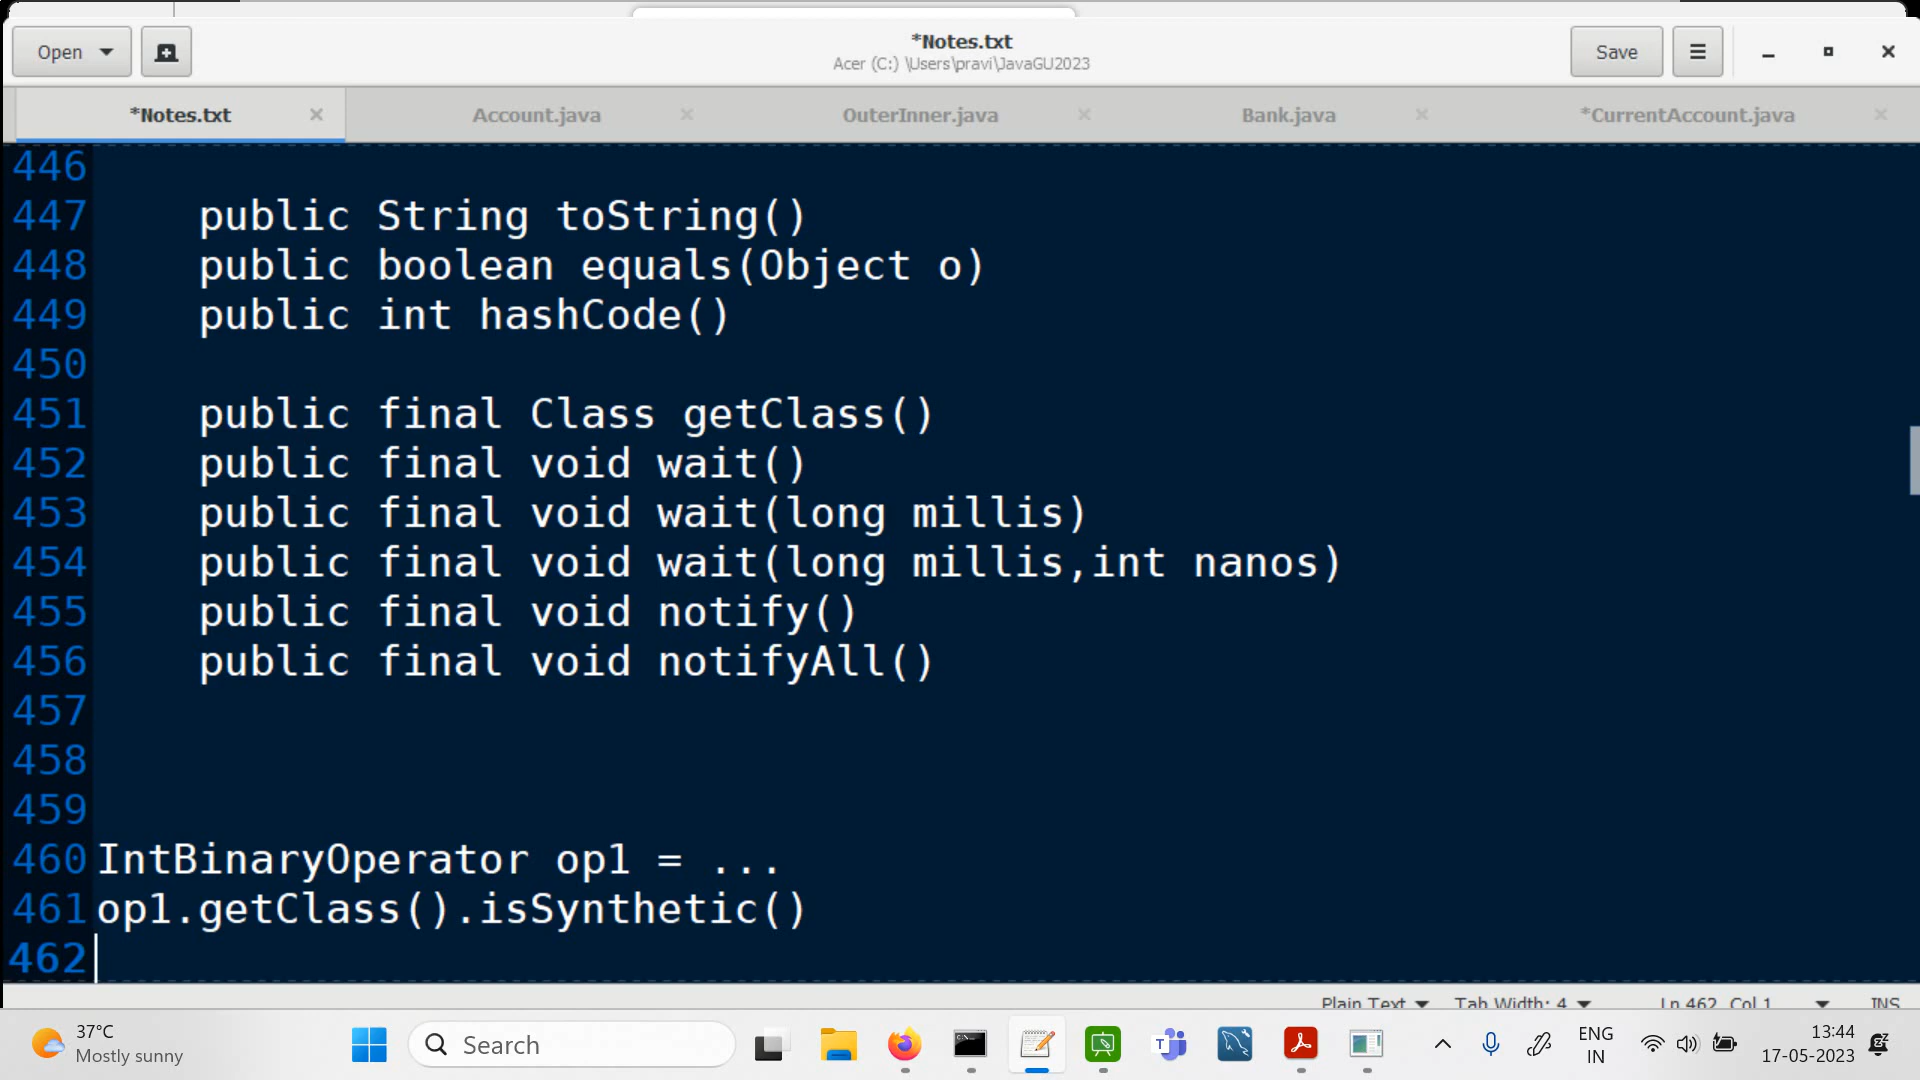 Open
*Notes.txt
Acer (C:) \Users\pravi\JavaGU2023
Save
*Notes.txt
Account.java
OuterInner.java
Bank.java
*CurrentAccount.java
446
447 public String toString()
448 public boolean equals(Object o)
449 public int hashCode()
450
451 public final Class getClass()
452 public final void wait()
453 public final void wait(long millis)
454 public final void wait(long millis,int nanos)
455 public final void notify()
456 public final void notifyAll()
457
458
459
460 IntBinaryOperator op1 = ...
461 op1.getClass().isSynthetic()
462
Plain Text Tab Width: 4 Ln 462, Col 1 INS
37°C
Mostly sunny
Search
ENG
IN
13:44
17-05-2023